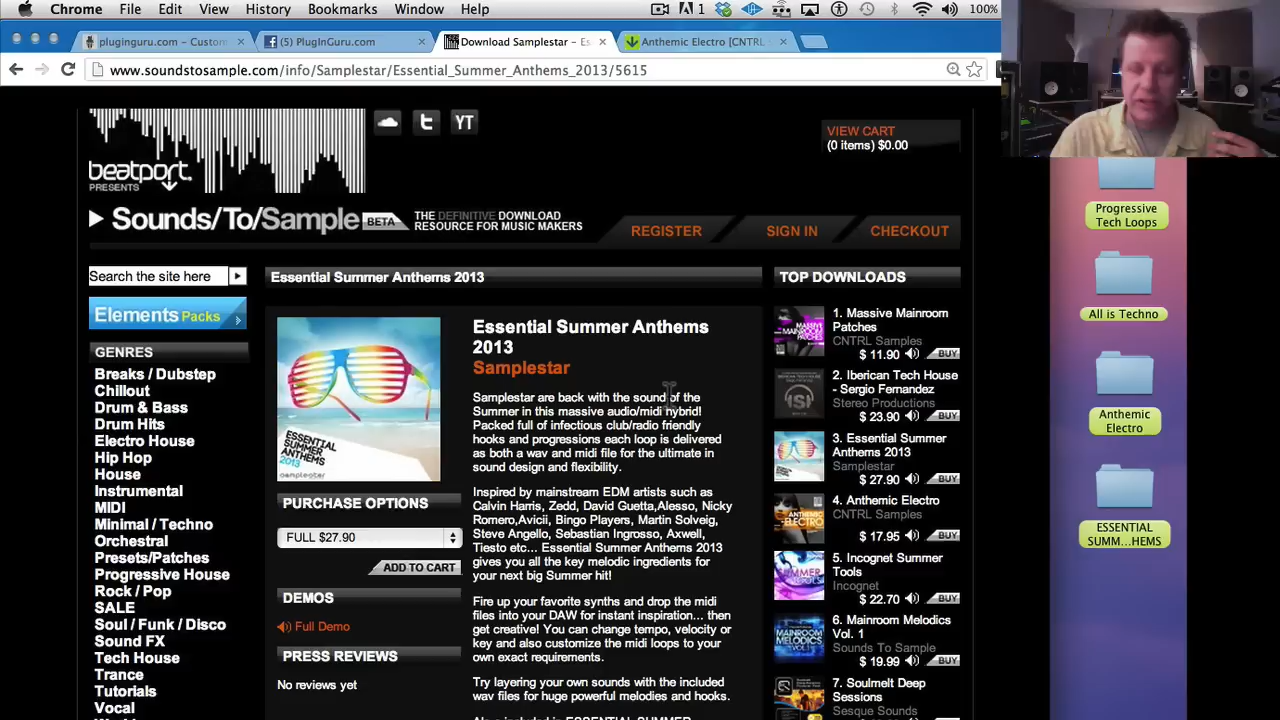 Chrome File Edit View History Bookmarks Window Help
1
100%
pluginguru.com – Custom
(5) PlugInGuru.com
Download Samplestar – Es
Anthemic Electro [CNTRL
www.soundstosample.com/info/Samplestar/Essential_Summer_Anthems_2013/5615
beatport
PRESENTS
YT
VIEW CART
(0 items) $0.00
Sounds/To/Sample BETA
THE DEFINITIVE DOWNLOAD
RESOURCE FOR MUSIC MAKERS
REGISTER
SIGN IN
CHECKOUT
Search the site here
Elements Packs
GENRES
Breaks / Dubstep
Chillout
Drum & Bass
Drum Hits
Electro House
Hip Hop
House
Instrumental
MIDI
Minimal / Techno
Orchestral
Presets/Patches
Progressive House
Rock / Pop
SALE
Soul / Funk / Disco
Sound FX
Tech House
Trance
Tutorials
Vocal
Essential Summer Anthems 2013
ESSENTIAL
SUMMER
ANTHEMS
2013
samplestar
PURCHASE OPTIONS
FULL $27.90
ADD TO CART
DEMOS
Full Demo
PRESS REVIEWS
No reviews yet
Essential Summer Anthems
2013
Samplestar
Samplestar are back with the sound of the
Summer in this massive audio/midi hybrid!
Packed full of infectious club/radio friendly
hooks and progressions each loop is delivered
as both a wav and midi file for the ultimate in
sound design and flexibility.
Inspired by mainstream EDM artists such as
Calvin Harris, Zedd, David Guetta,Alesso, Nicky
Romero,Avicii, Bingo Players, Martin Solveig,
Steve Angello, Sebastian Ingrosso, Axwell,
Tiesto etc... Essential Summer Anthems 2013
gives you all the key melodic ingredients for
your next big Summer hit!
Fire up your favorite synths and drop the midi
files into your DAW for instant inspiration... then
get creative! You can change tempo, velocity or
key and also customize the midi loops to your
own exact requirements.
Try layering your own sounds with the included
wav files for huge powerful melodies and hooks.
Also included in ESSENTIAL SUMMER
TOP DOWNLOADS
1. Massive Mainroom
Patches
CNTRL Samples
$ 11.90 BUY
2. Iberican Tech House
- Sergio Fernandez
Stereo Productions
$ 23.90 BUY
3. Essential Summer
Anthems 2013
Samplestar
$ 27.90 BUY
4. Anthemic Electro
CNTRL Samples
$ 17.95 BUY
5. Incognet Summer
Tools
Incognet
$ 22.70 BUY
6. Mainroom Melodics
Vol. 1
Sounds To Sample
$ 19.99 BUY
7. Soulmelt Deep
Sessions
Sesque Sounds
Progressive
Tech Loops
All is Techno
Anthemic
Electro
ESSENTIAL
SUMM...HEMS